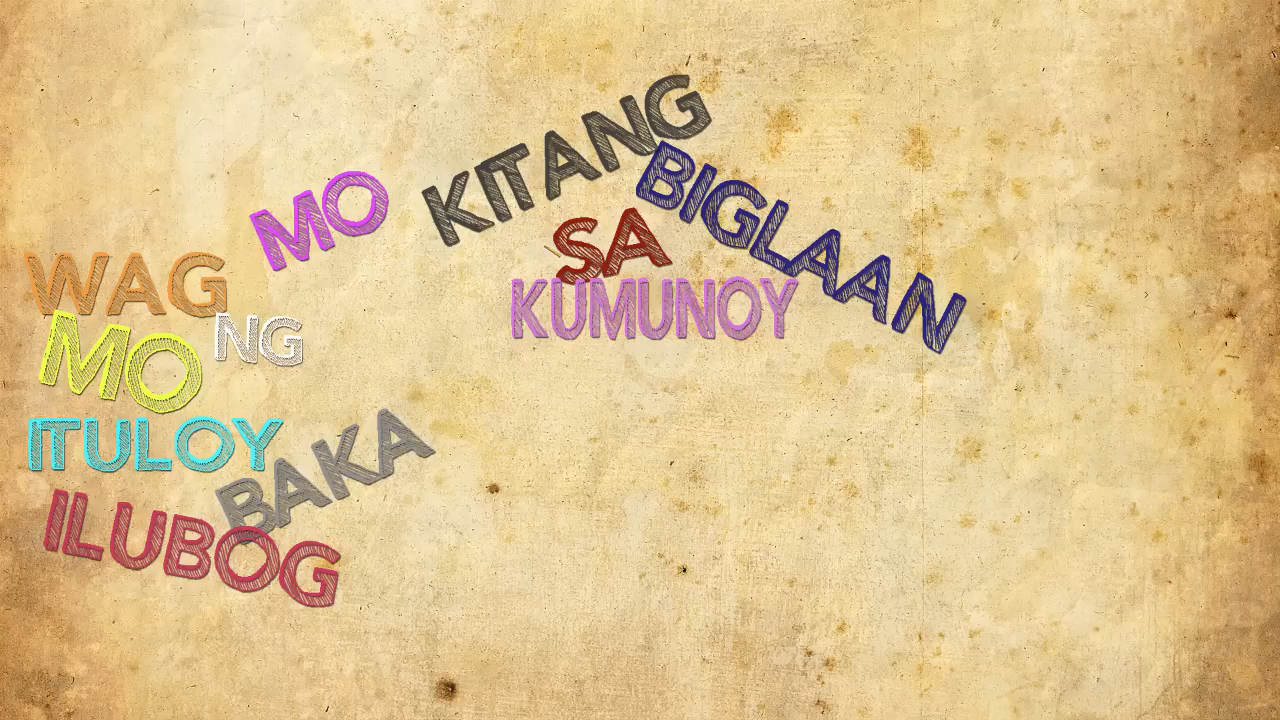 WAG
MO
NG
ITULOY
BAKA
ILUBOG
MO
KITANG
BIGLAAN
SA
KUMUNOY